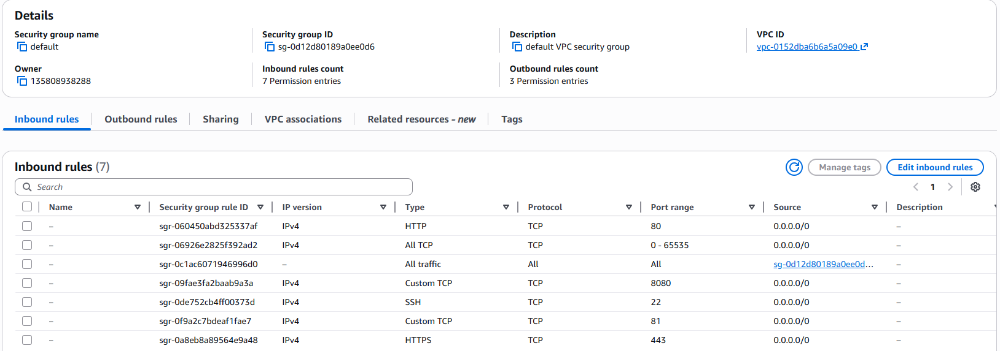 Details
Security group name
default
Security group ID
sg-0d12d80189a0ee0d6
Description
default VPC security group
VPC ID
vpc-0152dba6b6a5a09e0
Owner
135808938288
Inbound rules count
7 Permission entries
Outbound rules count
3 Permission entries
Inbound rules Outbound rules Sharing VPC associations Related resources - new Tags
Inbound rules (7)
Manage tags Edit inbound rules
Search
1
Name Security group rule ID IP version Type Protocol Port range Source Description
– sgr-060450abd325337af IPv4 HTTP TCP 80 0.0.0.0/0 –
– sgr-06926e2825f392ad2 IPv4 All TCP TCP 0 - 65535 0.0.0.0/0 –
– sgr-0c1ac6071946996d0 – All traffic All All sg-0d12d80189a0ee0d… –
– sgr-09fae3fa2baab9a3a IPv4 Custom TCP TCP 8080 0.0.0.0/0 –
– sgr-0de752cb4ff00373d IPv4 SSH TCP 22 0.0.0.0/0 –
– sgr-0f9a2c7bdeaf1fae7 IPv4 Custom TCP TCP 81 0.0.0.0/0 –
– sgr-0a8eb8a89564e9a48 IPv4 HTTPS TCP 443 0.0.0.0/0 –